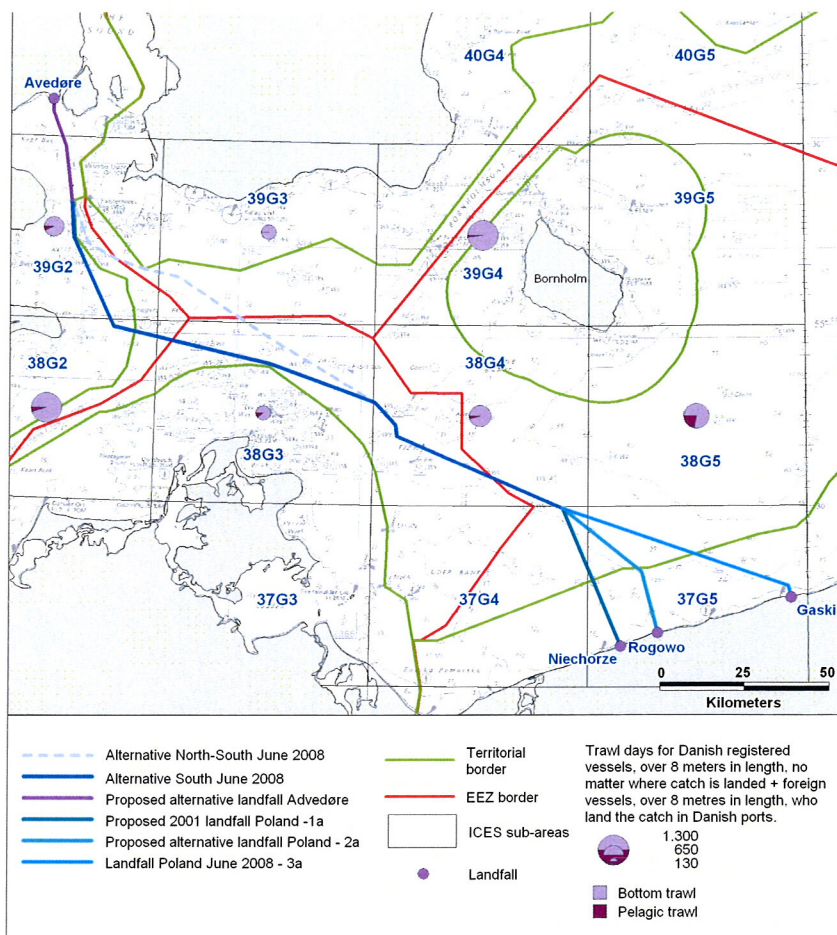 40G4
40G5
Avedøre
39G3
39G5
39G2
39G4
Bornholm
38G2
38G4
38G3
38G5
37G3
37G4
37G5
Gaski
Rogowo
Niechorze
0 25 50
Kilometers
Alternative North-South June 2008
Alternative South June 2008
Proposed alternative landfall Advedøre
Proposed 2001 landfall Poland -1a
Proposed alternative landfall Poland - 2a
Landfall Poland June 2008 - 3a
Territorial
border
EEZ border
ICES sub-areas
Landfall
Trawl days for Danish registered
vessels, over 8 meters in length, no
matter where catch is landed + foreign
vessels, over 8 metres in length, who
land the catch in Danish ports.
1.300
650
130
Bottom trawl
Pelagic trawl